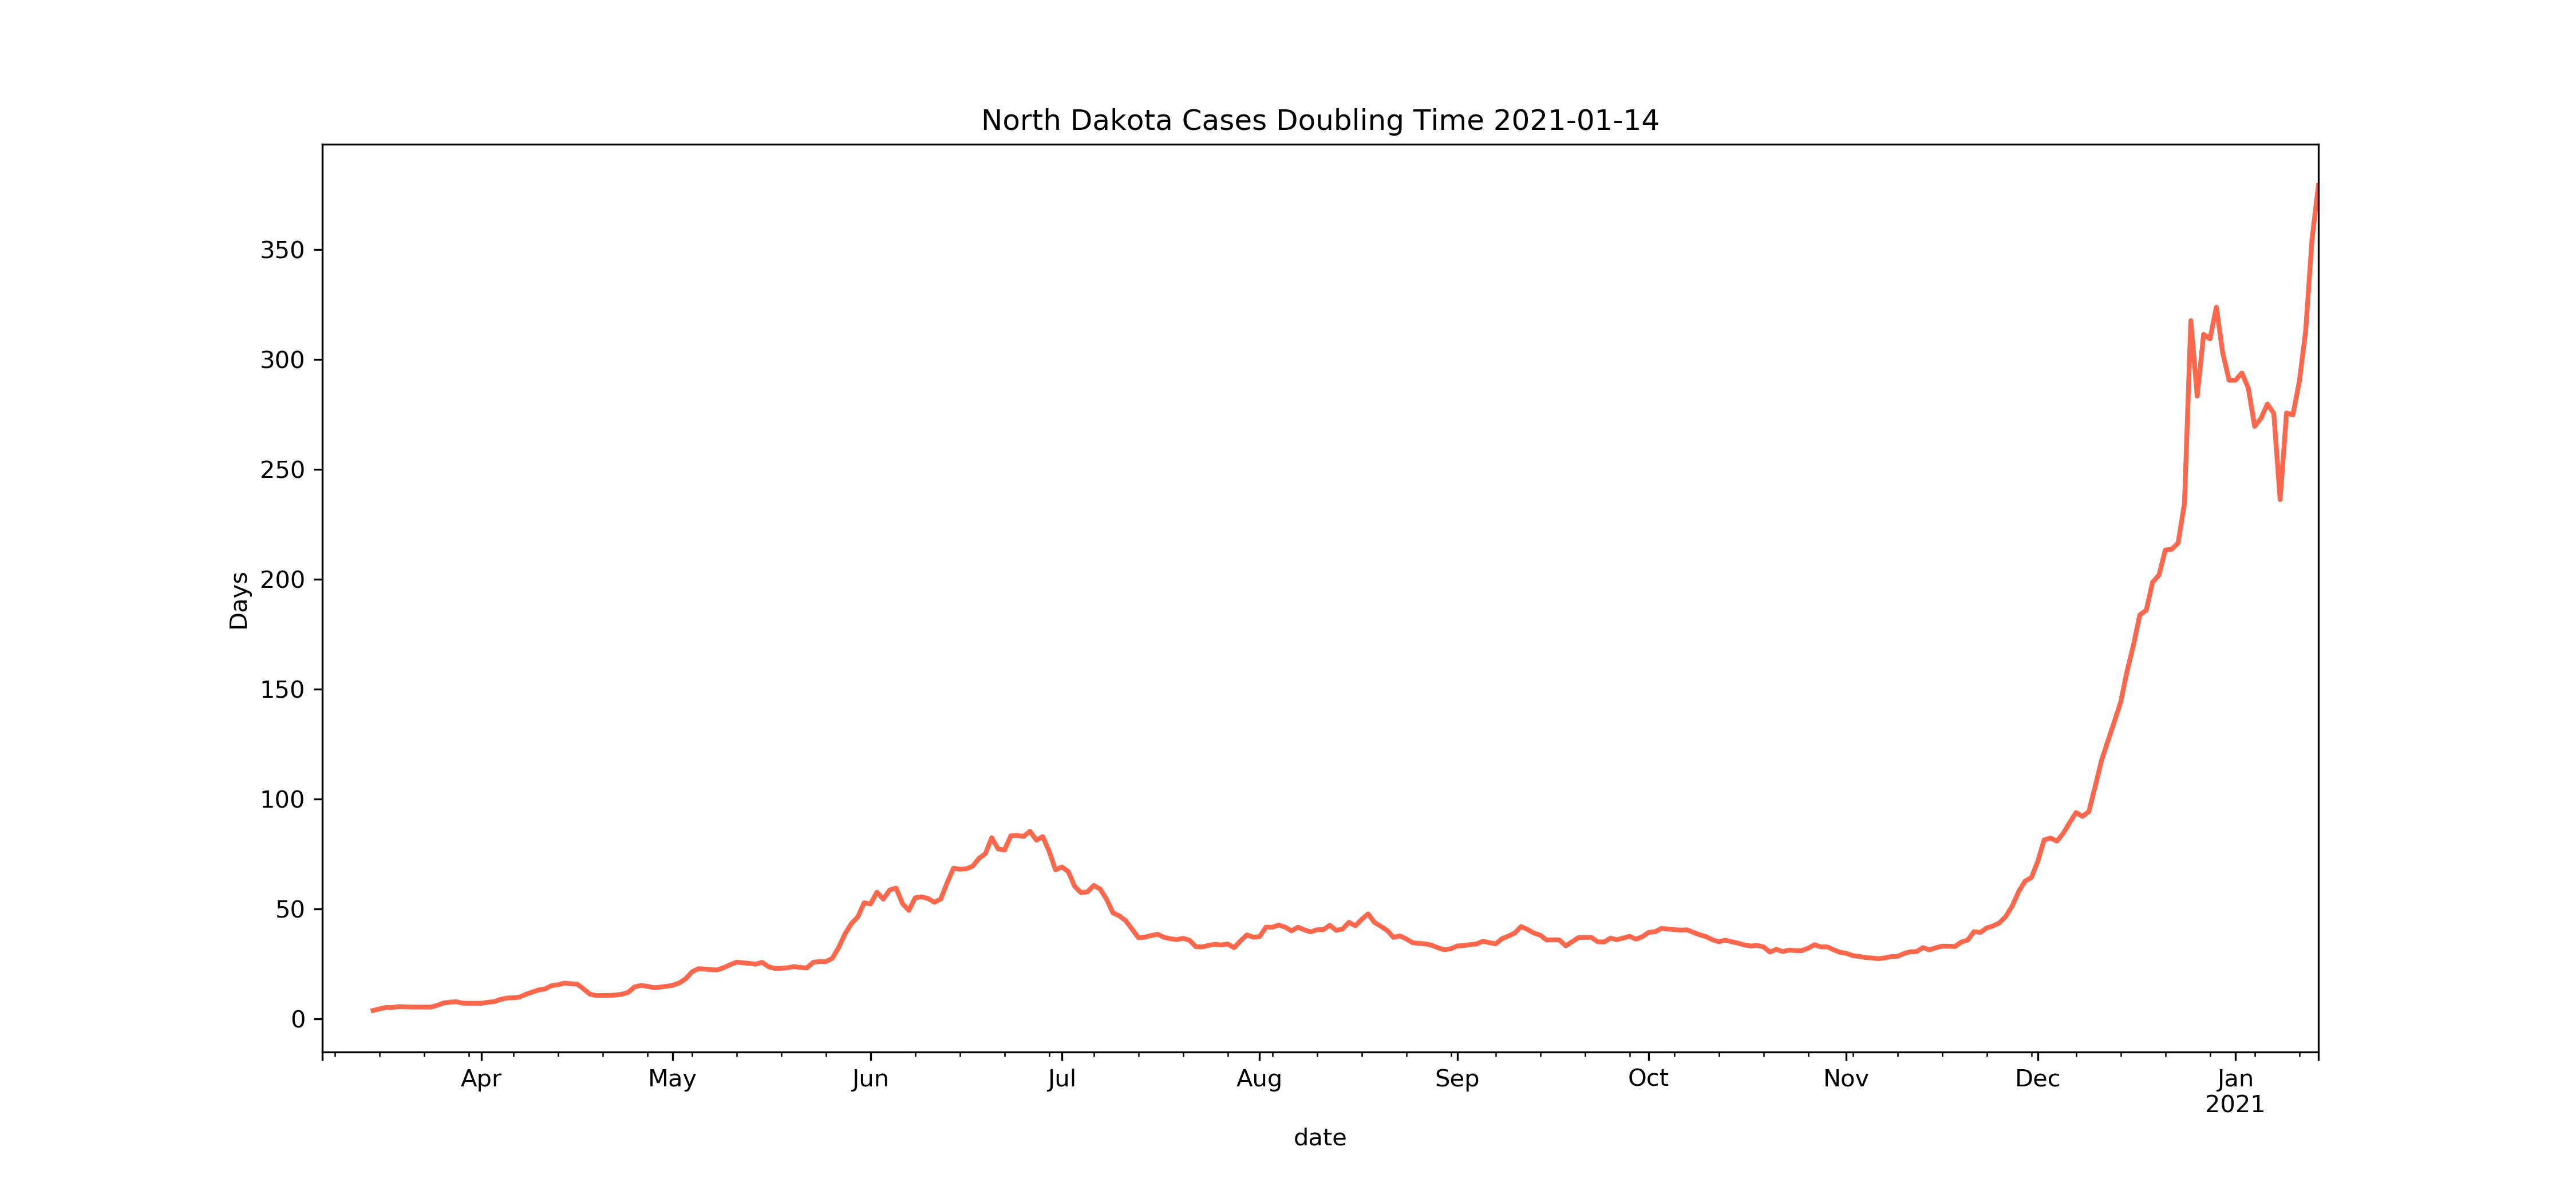 North Dakota Cases Doubling Time 2021-01-14
350
300
250
200
150
100
50
0
Days
Apr May Jun Jul Aug Sep Oct Nov Dec Jan
2021
date